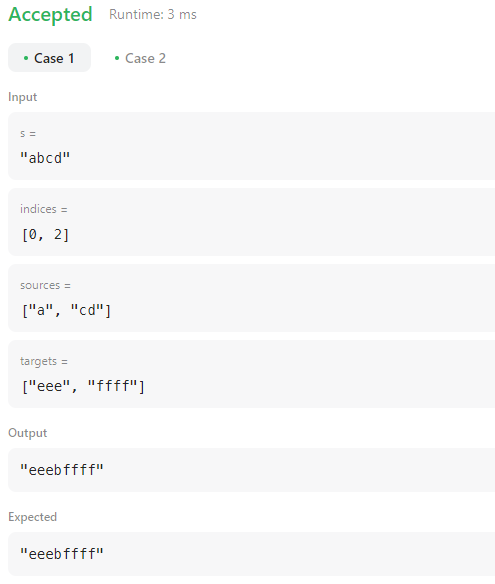 Accepted Runtime: 3 ms
Case 1 Case 2
Input
s =
"abcd"
indices =
[0, 2]
sources =
["a", "cd"]
targets =
["eee", "ffff"]
Output
"eeebffff"
Expected
"eeebffff"